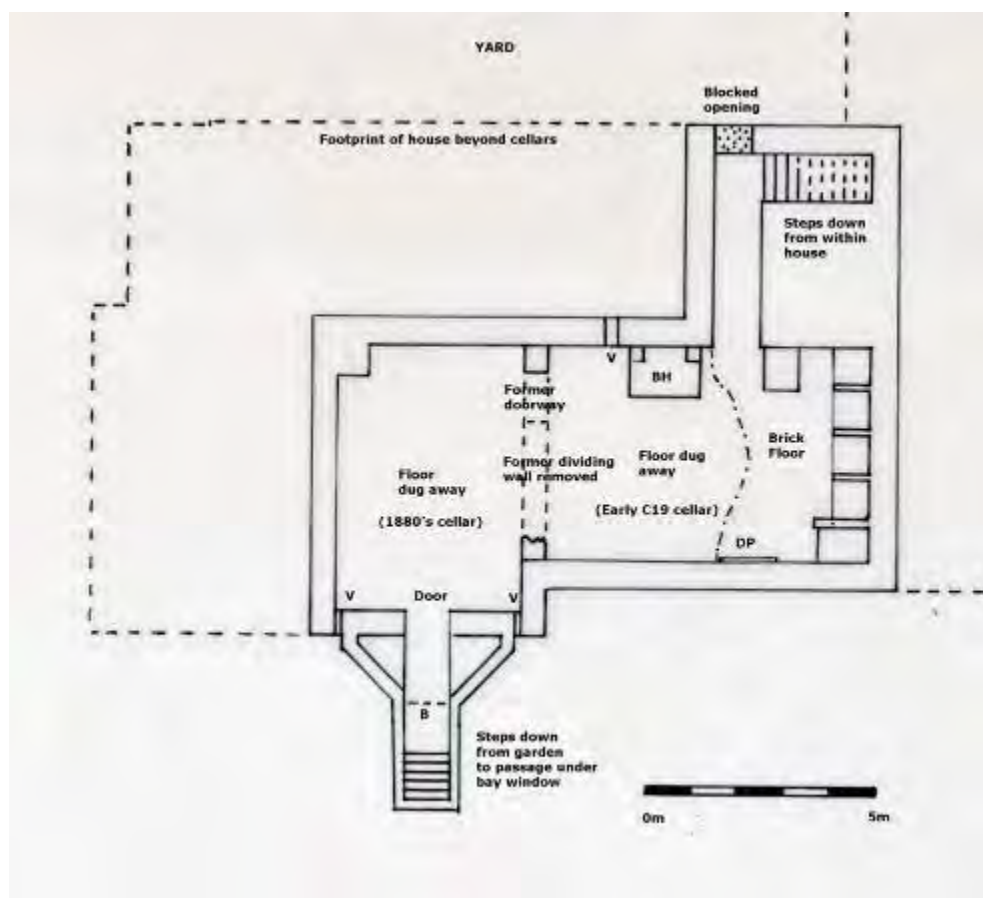 YARD
Blocked
opening
Footprint of house beyond cellars
Steps down
from within
house
V
BH
Former
doorway
Brick
Floor
Former dividing
wall removed
Floor dug
away
Floor
dug away
(Early C19 cellar)
(1880's cellar)
DP
V
Door
V
B
Steps down
from garden
to passage under
bay window
0m
5m